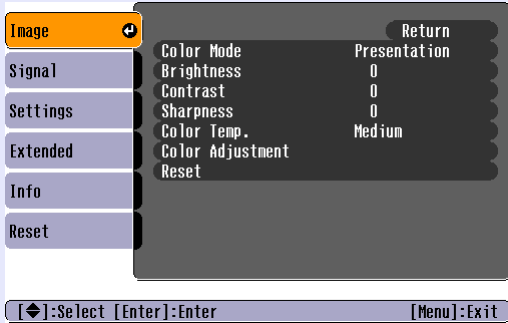 Image
Signal
Settings
Extended
Info
Reset
Return
Color Mode Presentation
Brightness 0
Contrast 0
Sharpness 0
Color Temp. Medium
Color Adjustment
Reset
[◆]:Select [Enter]:Enter [Menu]:Exit